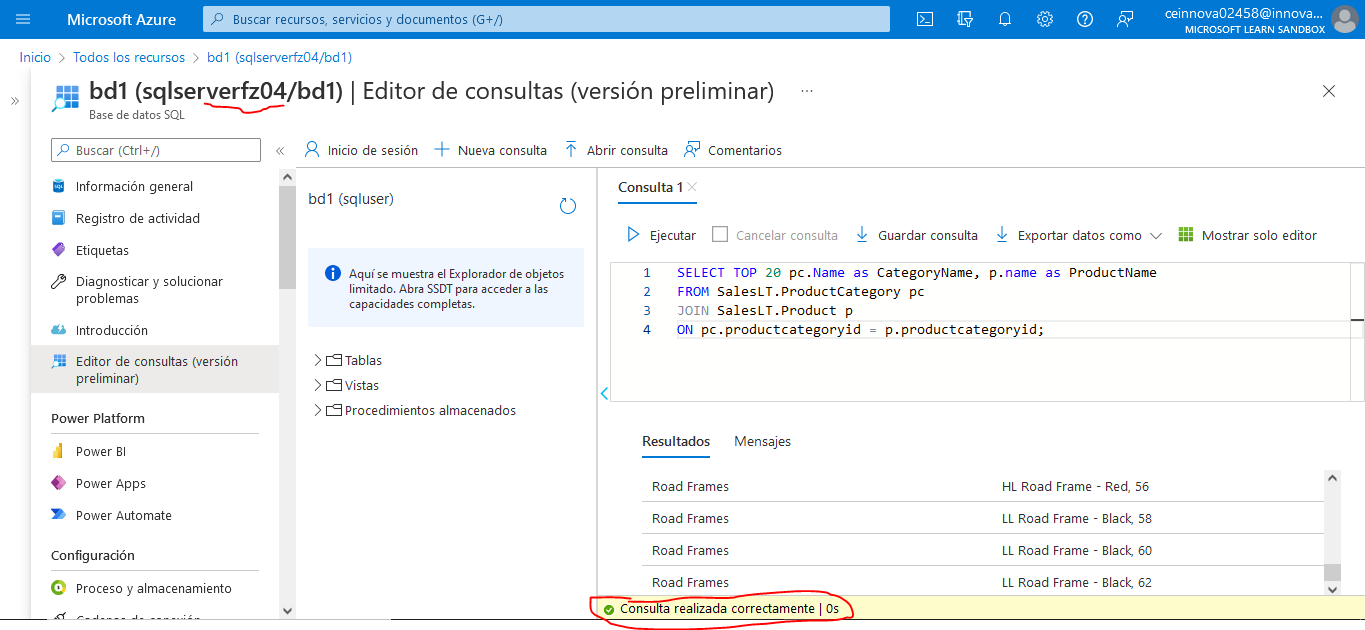 Microsoft Azure
Buscar recursos, servicios y documentos (G+/)
ceinnova02458@innova...
MICROSOFT LEARN SANDBOX
Inicio > Todos los recursos > bd1 (sqlserverfz04/bd1)
bd1 (sqlserverfz04/bd1) | Editor de consultas (versión preliminar) ...
Base de datos SQL
Buscar (Ctrl+/)
Información general
Registro de actividad
Etiquetas
Diagnosticar y solucionar
problemas
Introducción
Editor de consultas (versión
preliminar)
Power Platform
Power BI
Power Apps
Power Automate
Configuración
Proceso y almacenamiento
Cadenas de conexión
Inicio de sesión
Nueva consulta
Abrir consulta
Comentarios
bd1 (sqluser)
Aquí se muestra el Explorador de objetos
limitado. Abra SSDT para acceder a las
capacidades completas.
Tablas
Vistas
Procedimientos almacenados
Consulta 1
Ejecutar
Cancelar consulta
Guardar consulta
Exportar datos como
Mostrar solo editor
1 SELECT TOP 20 pc.Name as CategoryName, p.name as ProductName
2 FROM SalesLT.ProductCategory pc
3 JOIN SalesLT.Product p
4 ON pc.productcategoryid = p.productcategoryid;
Resultados Mensajes
Road Frames HL Road Frame - Red, 56
Road Frames LL Road Frame - Black, 58
Road Frames LL Road Frame - Black, 60
Road Frames LL Road Frame - Black, 62
Consulta realizada correctamente | 0s